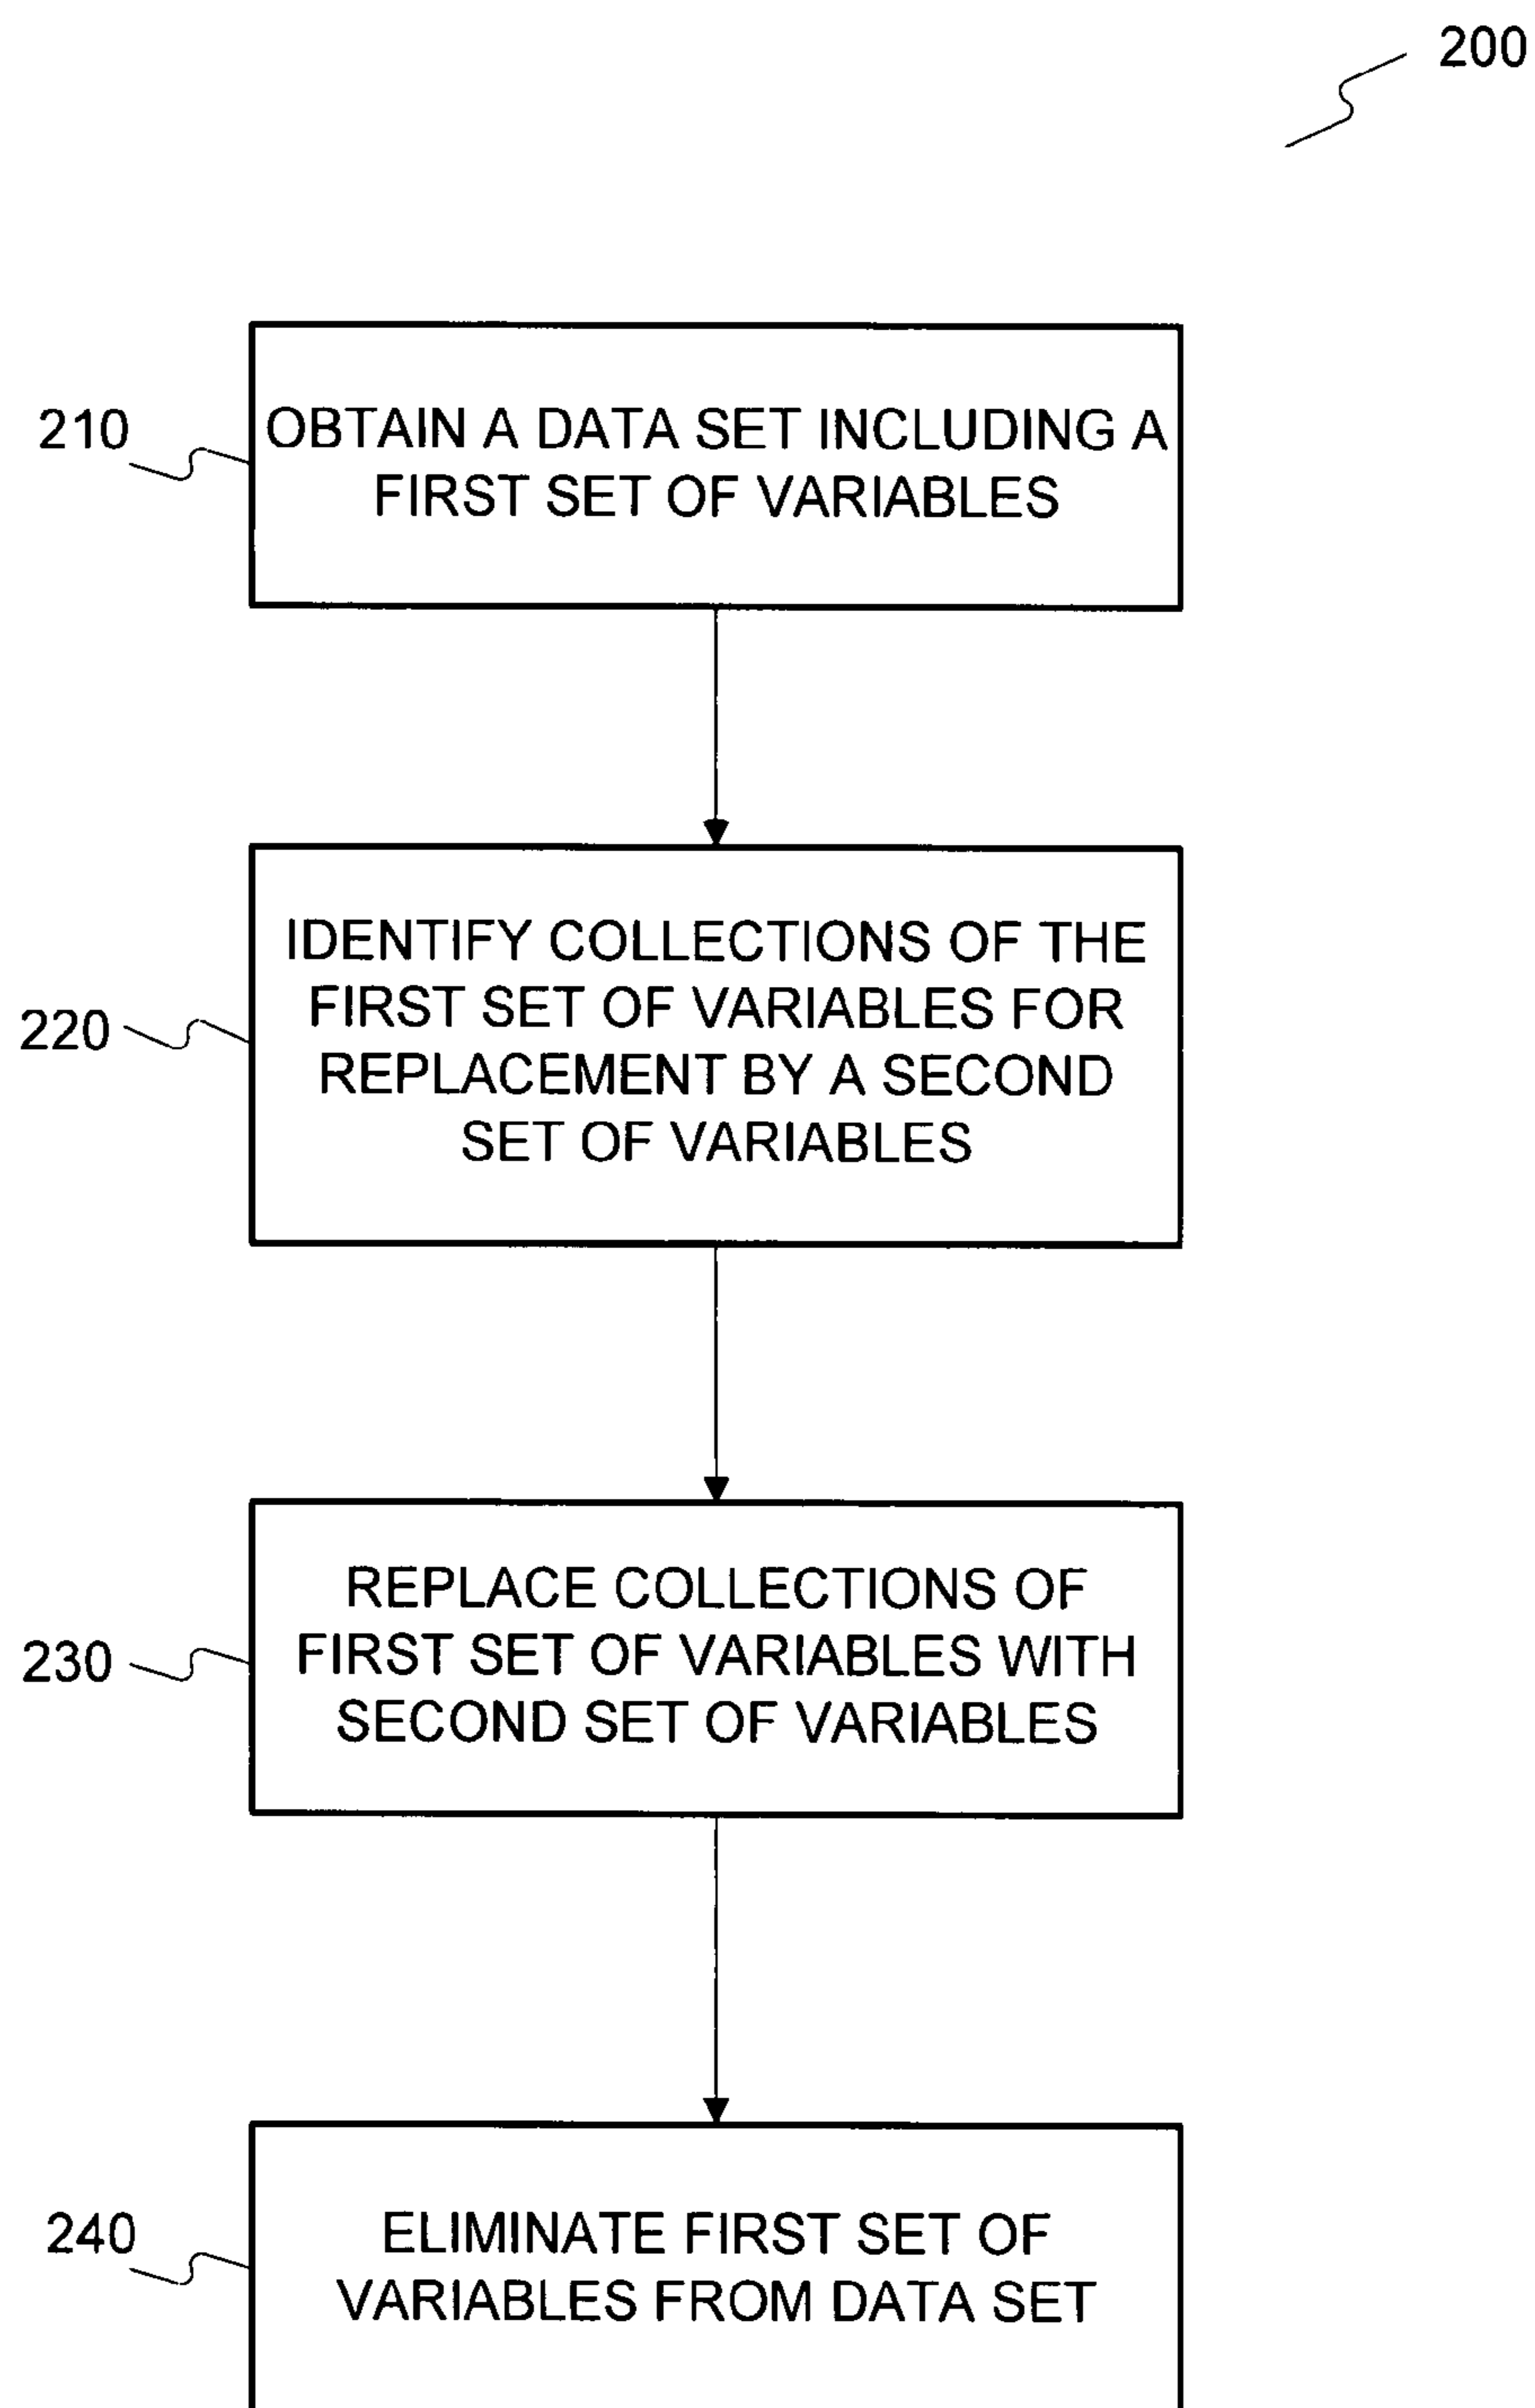 200
210
OBTAIN A DATA SET INCLUDING A
FIRST SET OF VARIABLES
220
IDENTIFY COLLECTIONS OF THE
FIRST SET OF VARIABLES FOR
REPLACEMENT BY A SECOND
SET OF VARIABLES
230
REPLACE COLLECTIONS OF
FIRST SET OF VARIABLES WITH
SECOND SET OF VARIABLES
240
ELIMINATE FIRST SET OF
VARIABLES FROM DATA SET